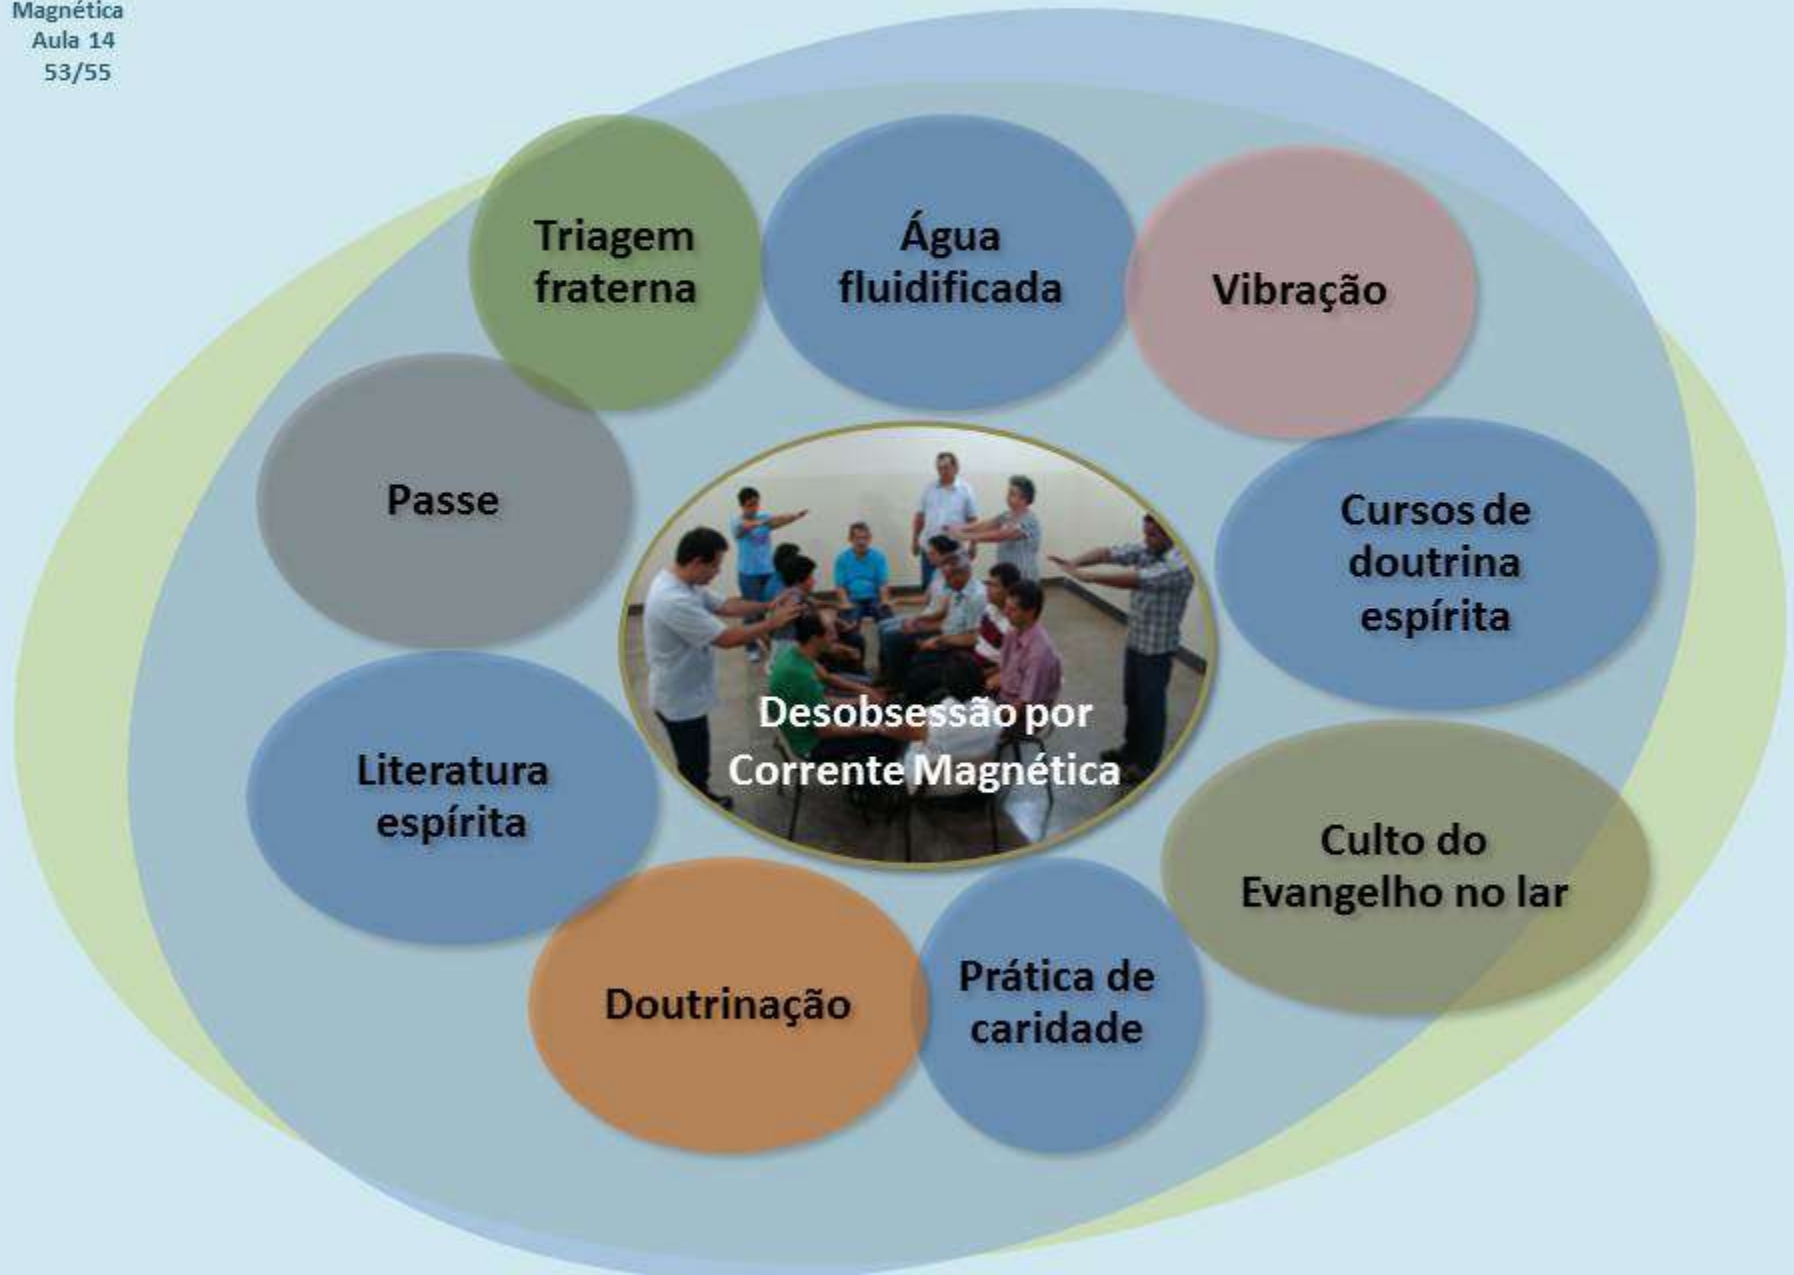 Magnética
Aula 14
53/55
Triagem
fraterna
Água
fluidificada
Vibração
Passe
Cursos de
doutrina
espírita
Desobsessão por
Corrente Magnética
Literatura
espírita
Culto do
Evangelho no lar
Doutrinação
Prática de
caridade